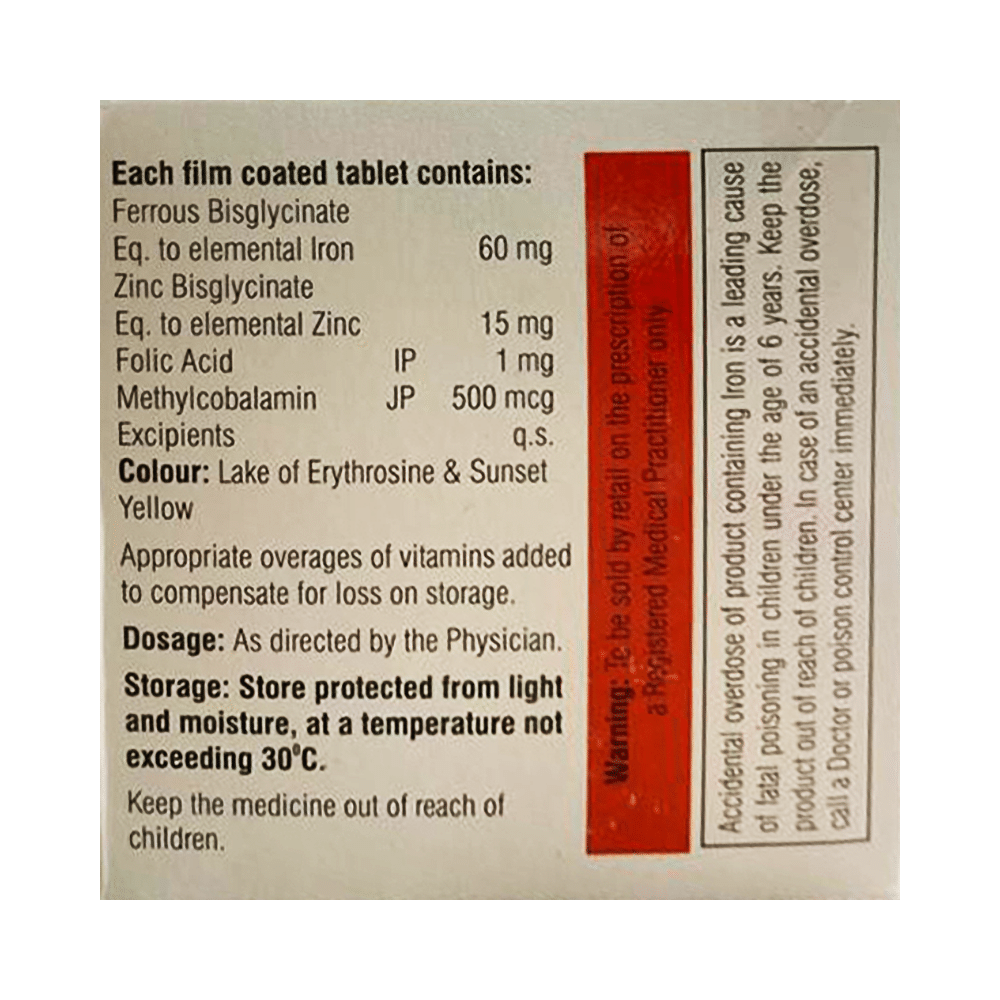 Each film coated tablet contains:
Ferrous Bisglycinate
Eq. to elemental Iron 60 mg
Zinc Bisglycinate
Eq. to elemental Zinc 15 mg
Folic Acid IP 1 mg
Methylcobalamin JP 500 mcg
Excipients q.s.
Colour: Lake of Erythrosine & Sunset
Yellow
Appropriate overages of vitamins added
to compensate for loss on storage.
Dosage: As directed by the Physician.
Storage: Store protected from light
and moisture, at a temperature not
exceeding 30°C.
Keep the medicine out of reach of
children.
Warning: To be sold by retail on the prescription of
a Registered Medical Practitioner only
Accidental overdose of product containing Iron is a leading cause
of fatal poisoning in children under the age of 6 years. Keep the
product out of reach of children. In case of an accidental overdose,
call a Doctor or poison control center immediately.